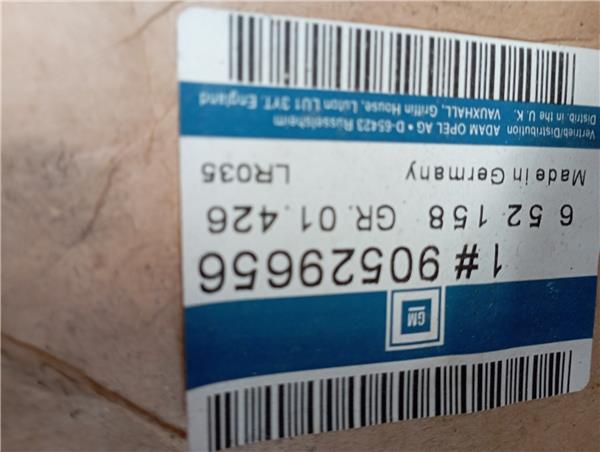 GM
1# 90529656
6 52 158 GR. 01.426
Made in Germany LR035
Vertrieb/Distribution ADAM OPEL AG • D-65423 Rüsselsheim
Distrib. in the U.K. VAUXHALL, Griffin House, Luton LU1 3YT. England